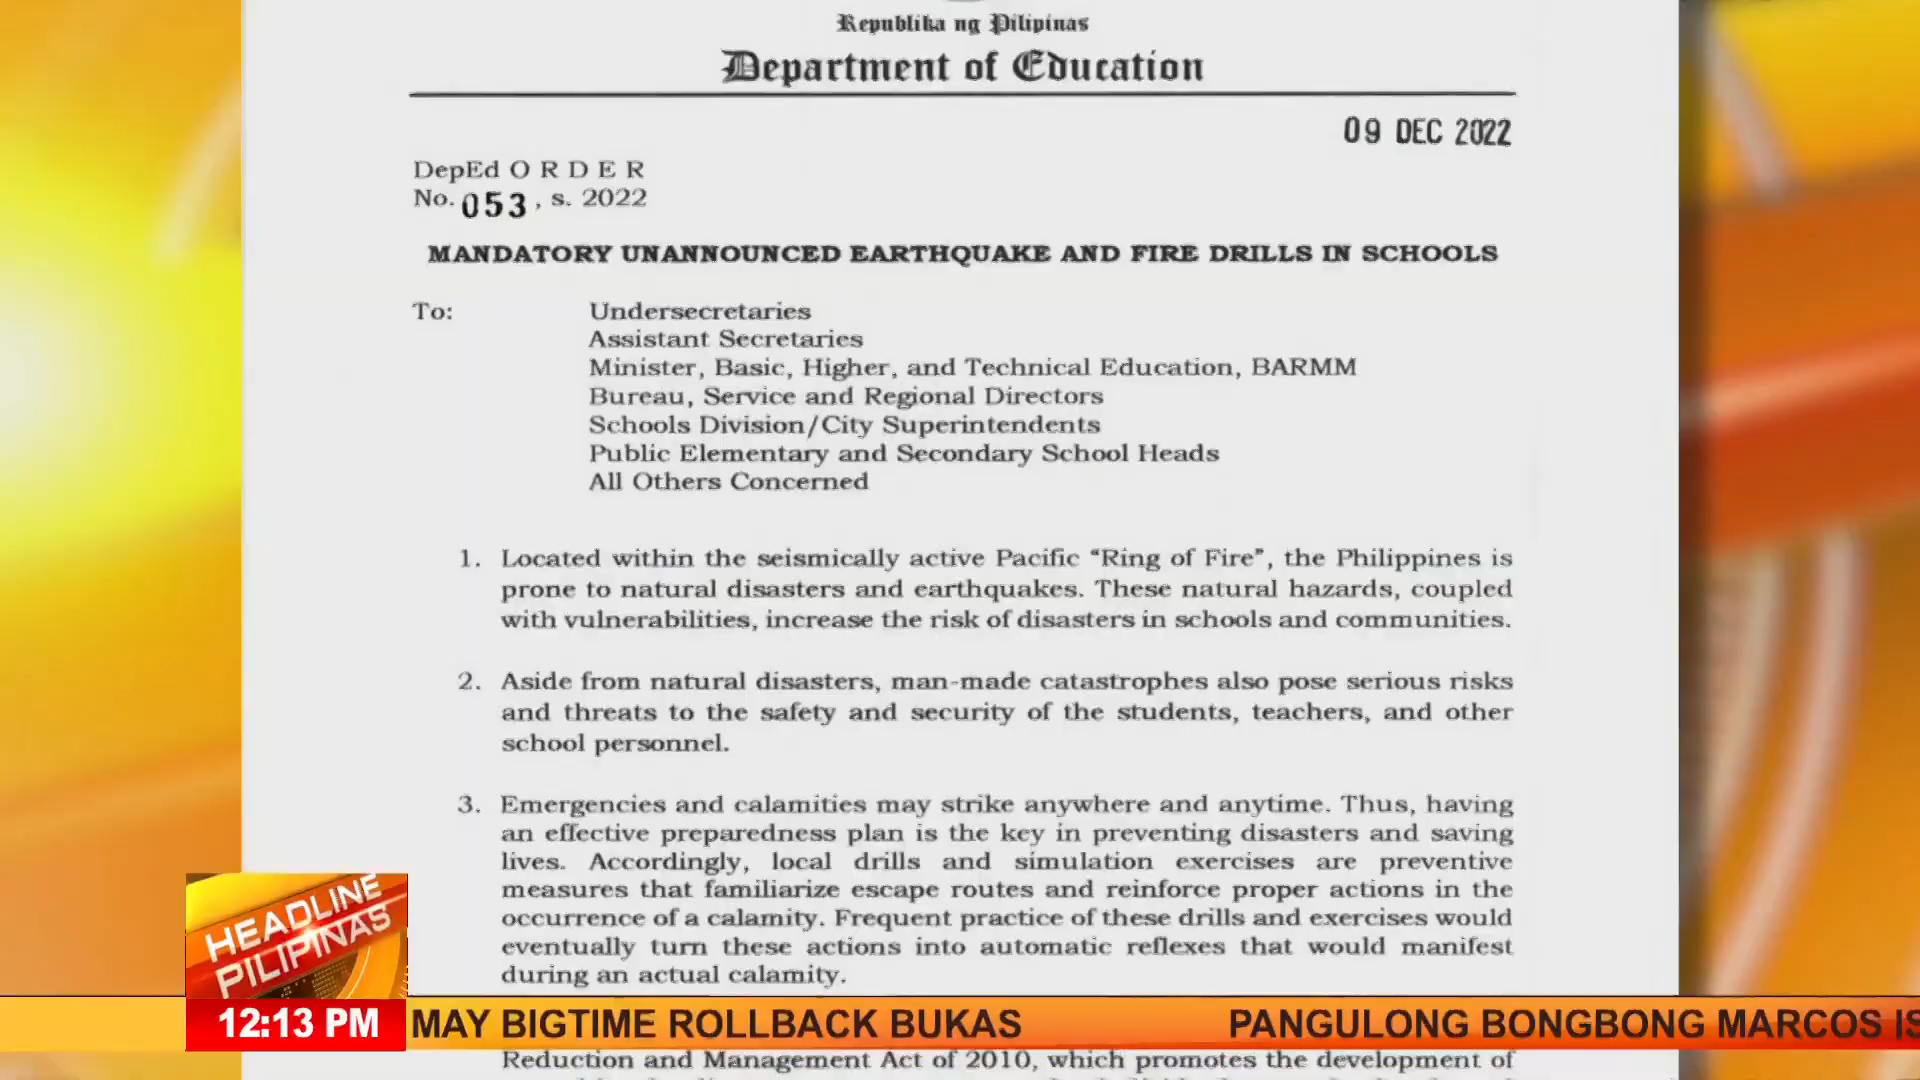 Republika ng Pilipinas
Department of Education
09 DEC 2022
DepEd O R D E R
No. 053 , s. 2022
MANDATORY UNANNOUNCED EARTHQUAKE AND FIRE DRILLS IN SCHOOLS
To: Undersecretaries
Assistant Secretaries
Minister, Basic, Higher, and Technical Education, BARMM
Bureau, Service and Regional Directors
Schools Division/City Superintendents
Public Elementary and Secondary School Heads
All Others Concerned
1. Located within the seismically active Pacific “Ring of Fire”, the Philippines is
prone to natural disasters and earthquakes. These natural hazards, coupled
with vulnerabilities, increase the risk of disasters in schools and communities.
2. Aside from natural disasters, man-made catastrophes also pose serious risks
and threats to the safety and security of the students, teachers, and other
school personnel.
3. Emergencies and calamities may strike anywhere and anytime. Thus, having
an effective preparedness plan is the key in preventing disasters and saving
lives. Accordingly, local drills and simulation exercises are preventive
measures that familiarize escape routes and reinforce proper actions in the
occurrence of a calamity. Frequent practice of these drills and exercises would
eventually turn these actions into automatic reflexes that would manifest
during an actual calamity.
HEADLINE
PILIPINAS
12:13 PM MAY BIGTIME ROLLBACK BUKAS PANGULONG BONGBONG MARCOS IS
Reduction and Management Act of 2010, which promotes the development of